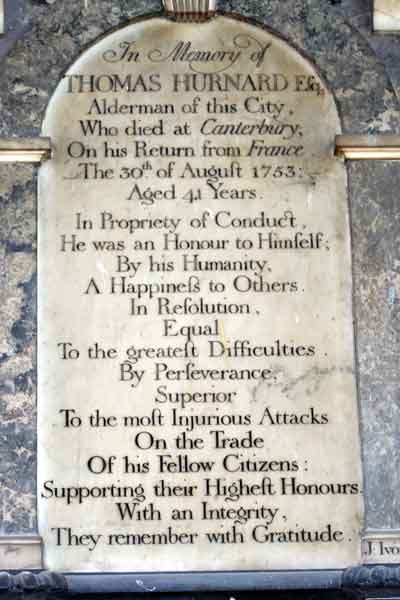 In Memory of
THOMAS HURNARD Esqr.
Alderman of this City,
Who died at Canterbury,
On his Return from France
The 30th of Auguſt 1753:
Aged 41 Years.
In Propriety of Conduct,
He was an Honour to Himſelf;
By his Humanity,
A Happineß to Others.
In Reſolution,
Equal
To the greateſt Difficulties.
By Perſeverance,
Superior
To the moſt Injurious Attacks
On the Trade
Of his Fellow Citizens:
Supporting their Higheſt Honours
With an Integrity,
They remember with Gratitude.
J. Ivo